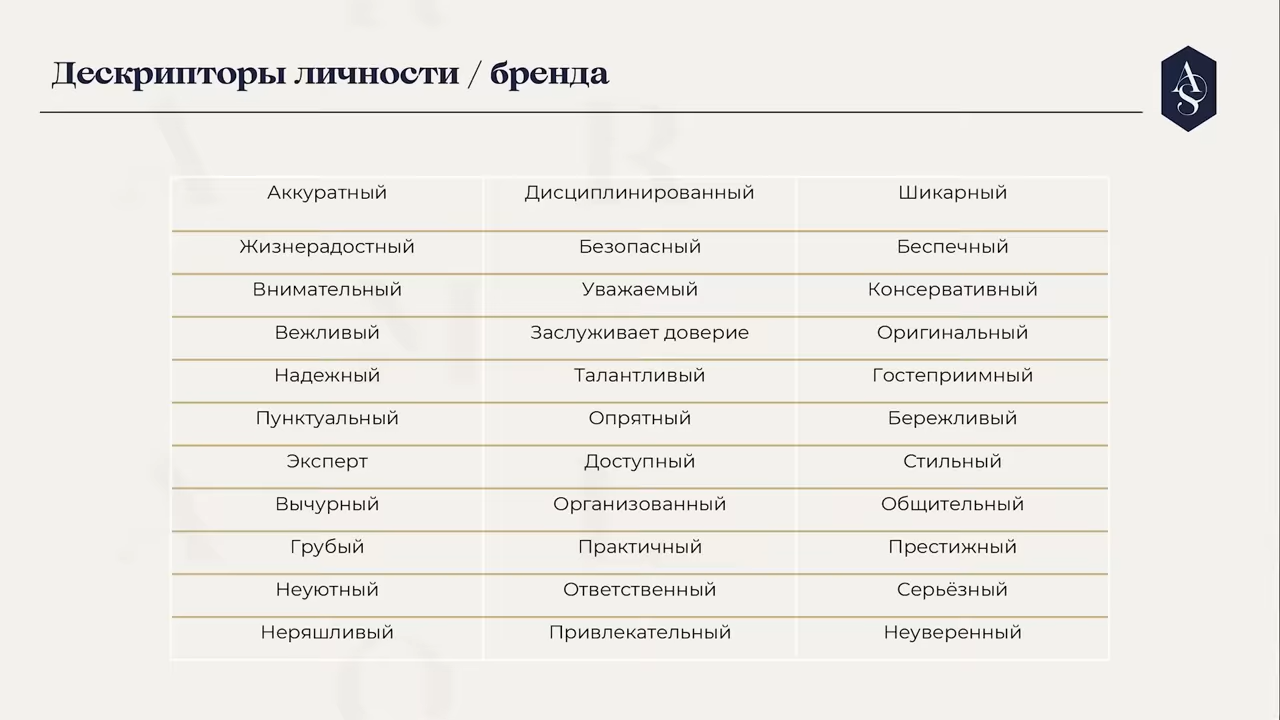 Дескрипторы личности / бренда
AS
Аккуратный Дисциплинированный Шикарный
Жизнерадостный Безопасный Беспечный
Внимательный Уважаемый Консервативный
Вежливый Заслуживает доверие Оригинальный
Надежный Талантливый Гостеприимный
Пунктуальный Опрятный Бережливый
Эксперт Доступный Стильный
Вычурный Организованный Общительный
Грубый Практичный Престижный
Неуютный Ответственный Серьёзный
Неряшливый Привлекательный Неуверенный